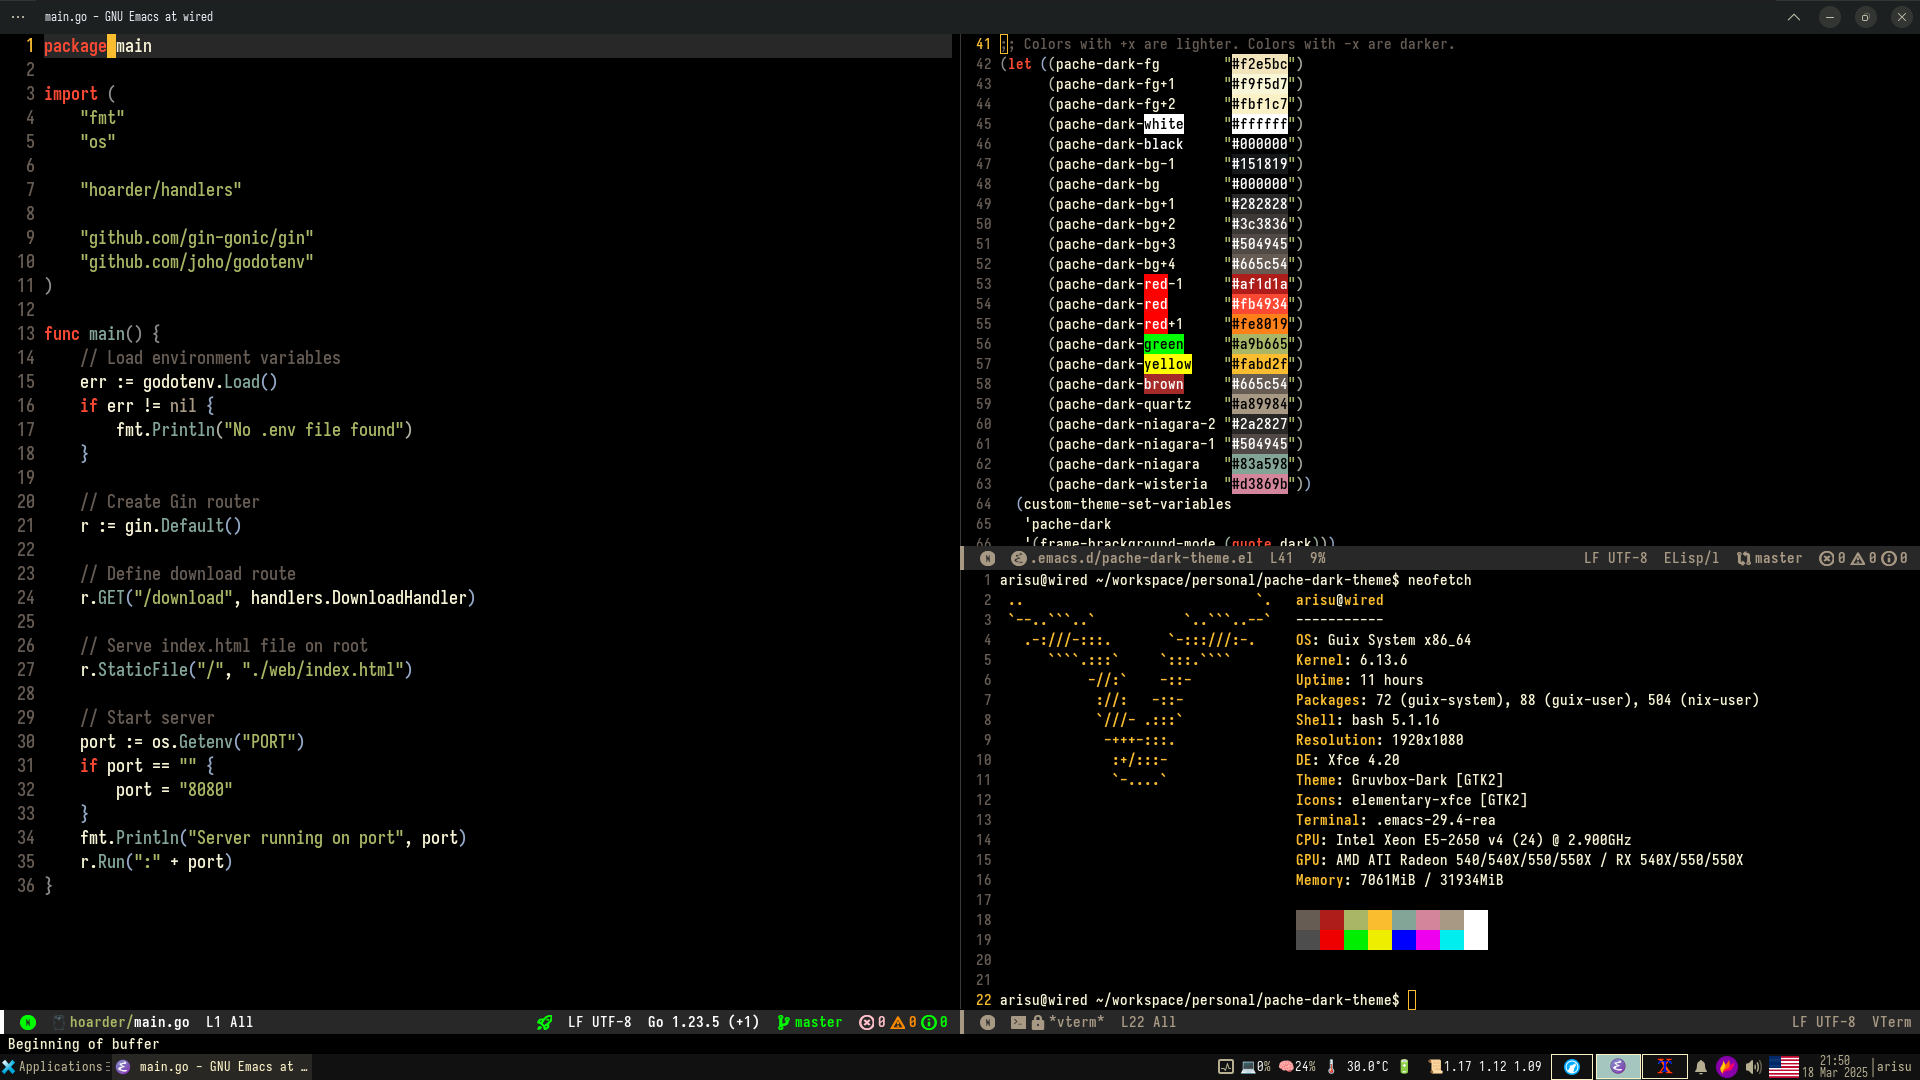 main.go - GNU Emacs at wired
1 package main
2
3 import (
4     "fmt"
5     "os"
6
7     "hoarder/handlers"
8
9     "github.com/gin-gonic/gin"
10     "github.com/joho/godotenv"
11 )
12
13 func main() {
14     // Load environment variables
15     err := godotenv.Load()
16     if err != nil {
17         fmt.Println("No .env file found")
18     }
19
20     // Create Gin router
21     r := gin.Default()
22
23     // Define download route
24     r.GET("/download", handlers.DownloadHandler)
25
26     // Serve index.html file on root
27     r.StaticFile("/", "./web/index.html")
28
29     // Start server
30     port := os.Getenv("PORT")
31     if port == "" {
32         port = "8080"
33     }
34     fmt.Println("Server running on port", port)
35     r.Run(":" + port)
36 }
N hoarder/main.go L1 All LF UTF-8 Go 1.23.5 (+1) master 0 0 0
Beginning of buffer
41 ;; Colors with +x are lighter. Colors with -x are darker.
42 (let ((pache-dark-fg        "#f2e5bc")
43       (pache-dark-fg+1      "#f9f5d7")
44       (pache-dark-fg+2      "#fbf1c7")
45       (pache-dark-white     "#ffffff")
46       (pache-dark-black     "#000000")
47       (pache-dark-bg-1      "#151819")
48       (pache-dark-bg        "#000000")
49       (pache-dark-bg+1      "#282828")
50       (pache-dark-bg+2      "#3c3836")
51       (pache-dark-bg+3      "#504945")
52       (pache-dark-bg+4      "#665c54")
53       (pache-dark-red-1     "#af1d1a")
54       (pache-dark-red       "#fb4934")
55       (pache-dark-red+1     "#fe8019")
56       (pache-dark-green     "#a9b665")
57       (pache-dark-yellow    "#fabd2f")
58       (pache-dark-brown     "#665c54")
59       (pache-dark-quartz    "#a89984")
60       (pache-dark-niagara-2 "#2a2827")
61       (pache-dark-niagara-1 "#504945")
62       (pache-dark-niagara   "#83a598")
63       (pache-dark-wisteria  "#d3869b"))
64   (custom-theme-set-variables
65    'pache-dark
66    '(frame-brackground-mode (quote dark)))
N .emacs.d/pache-dark-theme.el L41 9% LF UTF-8 ELisp/l master 0 0 0
1 arisu@wired ~/workspace/personal/pache-dark-theme$ neofetch
2  ..                             `.   arisu@wired
3  `--..```..`           `..```..--`   -----------
4    .-:///-:::.       `-:::///:-.     OS: Guix System x86_64
5       ````.:::`     `:::.````        Kernel: 6.13.6
6            -//:`    -::-             Uptime: 11 hours
7             ://:   -::-              Packages: 72 (guix-system), 88 (guix-user), 504 (nix-user)
8             `///- .:::`              Shell: bash 5.1.16
9              -+++-:::.               Resolution: 1920x1080
10              :+/:::-                DE: Xfce 4.20
11              `-....`                Theme: Gruvbox-Dark [GTK2]
12                                     Icons: elementary-xfce [GTK2]
13                                     Terminal: .emacs-29.4-rea
14                                     CPU: Intel Xeon E5-2650 v4 (24) @ 2.900GHz
15                                     GPU: AMD ATI Radeon 540/540X/550/550X / RX 540X/550/550X
16                                     Memory: 7061MiB / 31934MiB
17
18
19
20
21
22 arisu@wired ~/workspace/personal/pache-dark-theme$
N *vterm* L22 All LF UTF-8 VTerm
Applications main.go - GNU Emacs at … 0% 24% 30.0°C 1.17 1.12 1.09 21:50 arisu
18 Mar 2025